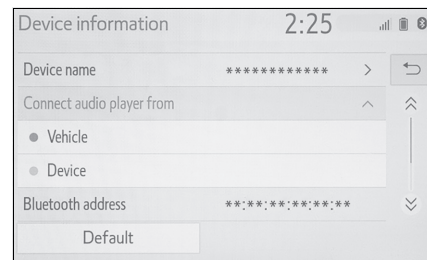 Device information 2:25
Device name ************ >
Connect audio player from
Vehicle
Device
Bluetooth address **:**:**:**:**:**
Default